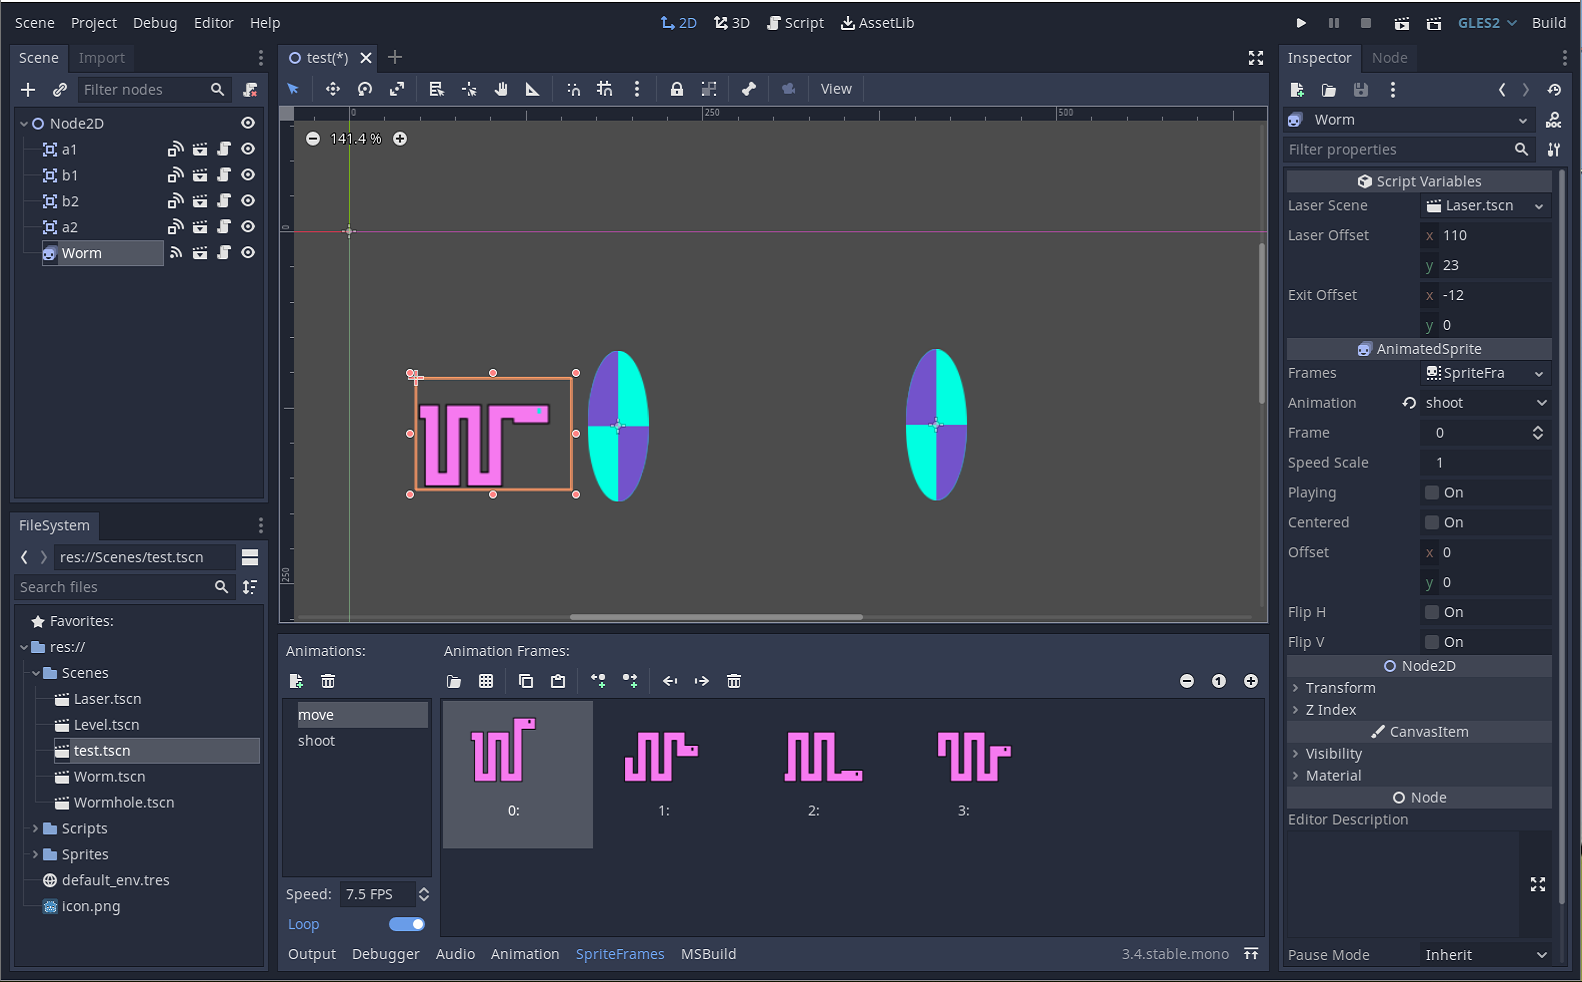 Scene Project Debug Editor Help
2D 3D Script AssetLib
GLES2 Build
Scene Import
Filter nodes
Node2D
a1
b1
b2
a2
Worm
FileSystem
res://Scenes/test.tscn
Search files
Favorites:
res://
Scenes
Laser.tscn
Level.tscn
test.tscn
Worm.tscn
Wormhole.tscn
Scripts
Sprites
default_env.tres
icon.png
test(*)
View
0 250 500
141.4 %
0
250
Animations:
move
shoot
Speed: 7.5 FPS
Loop
Animation Frames:
1
0: 1: 2: 3:
Output Debugger Audio Animation SpriteFrames MSBuild
3.4.stable.mono
Inspector Node
Worm
DOC
Filter properties
Script Variables
Laser Scene Laser.tscn
Laser Offset x 110
y 23
Exit Offset x -12
y 0
AnimatedSprite
Frames SpriteFra
Animation shoot
Frame 0
Speed Scale 1
Playing On
Centered On
Offset x 0
y 0
Flip H On
Flip V On
Node2D
Transform
Z Index
CanvasItem
Visibility
Material
Node
Editor Description
Pause Mode Inherit